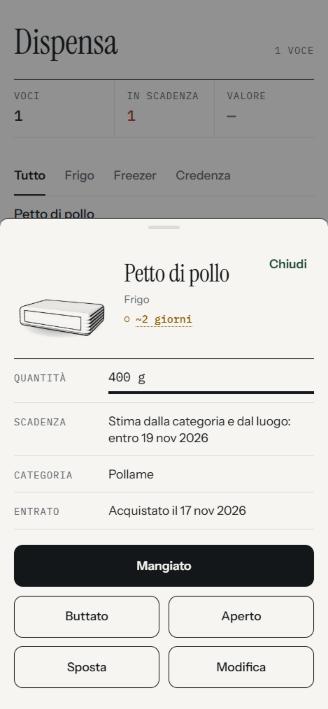 Dispensa
1 VOCE
VOCI
IN SCADENZA
VALORE
1
1
—
Tutto
Frigo
Freezer
Credenza
Petto di pollo
Petto di pollo
Chiudi
Frigo
~2 giorni
QUANTITÀ
400 g
SCADENZA
Stima dalla categoria e dal luogo:
entro 19 nov 2026
CATEGORIA
Pollame
ENTRATO
Acquistato il 17 nov 2026
Mangiato
Buttato
Aperto
Sposta
Modifica